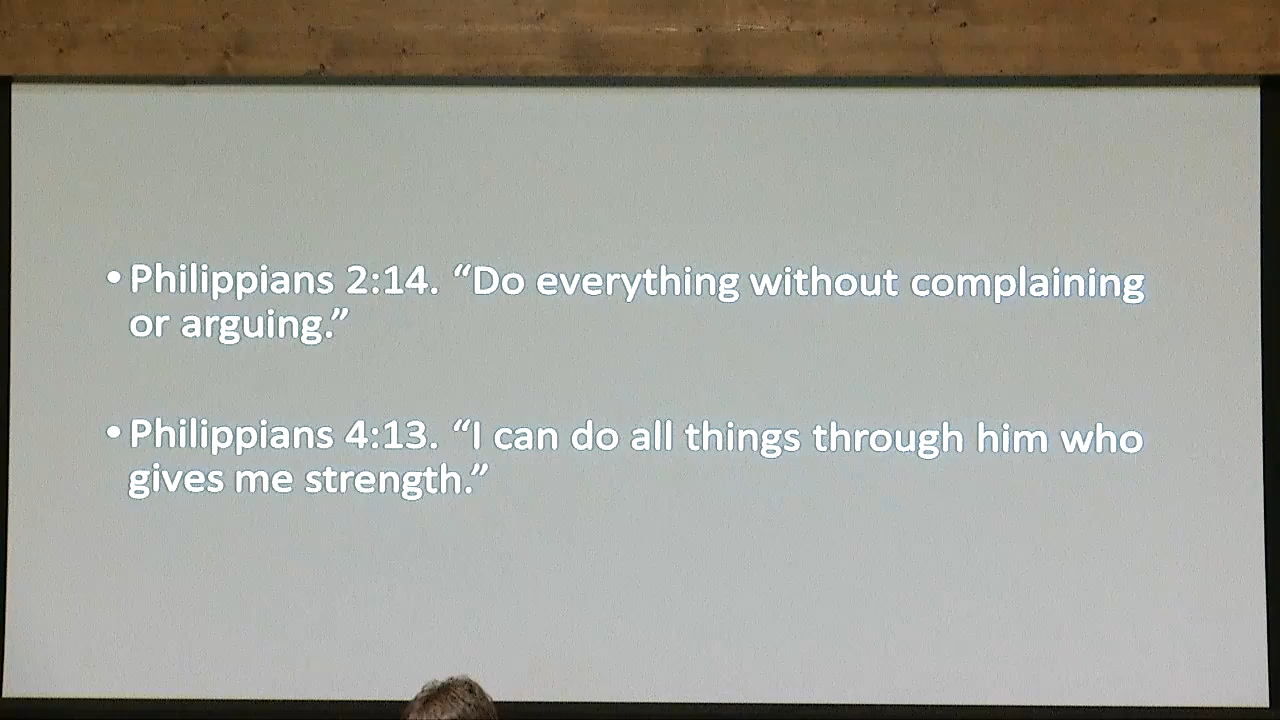 • Philippians 2:14. “Do everything without complaining
or arguing.”
• Philippians 4:13. “I can do all things through him who
gives me strength.”